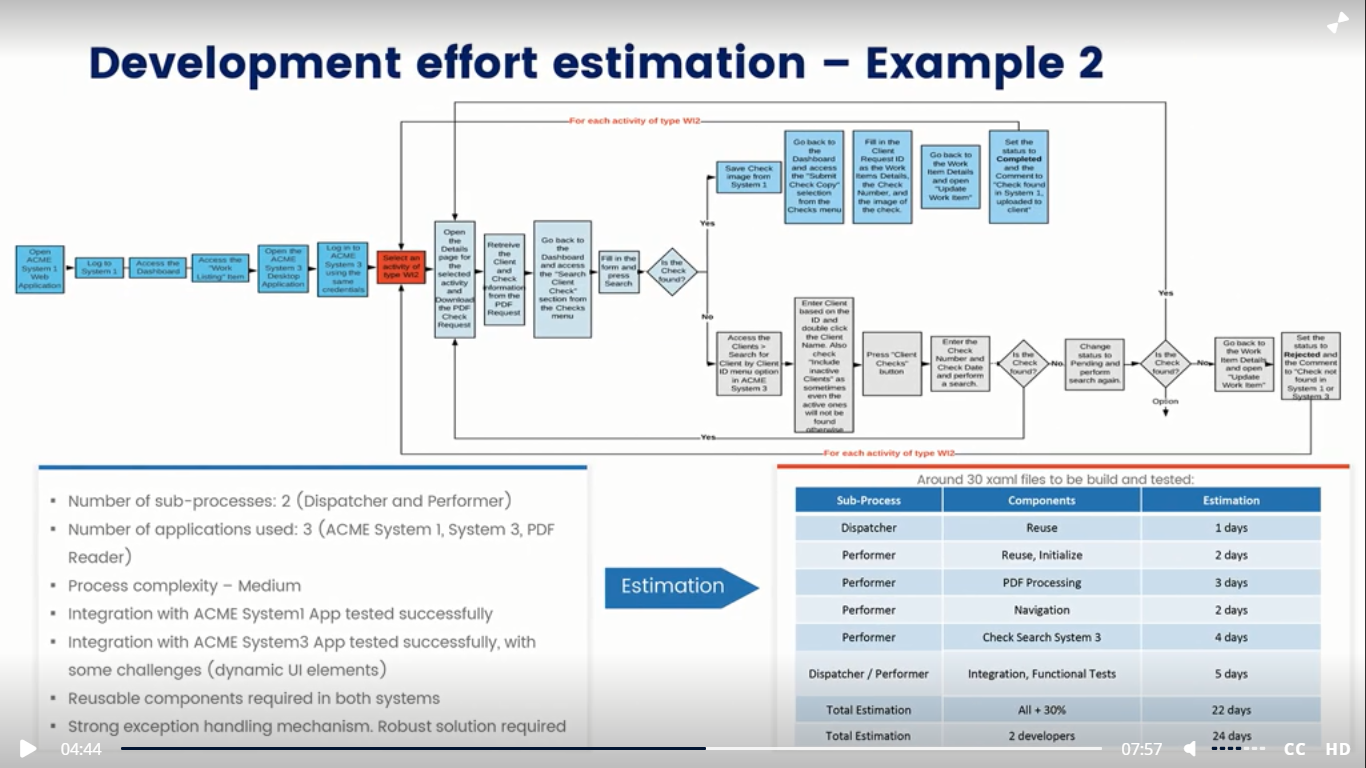 Development effort estimation – Example 2
For each activity of type WI2
Open
ACME
System 1
Web
Application
Log to
System 1
Access the
Dashboard
Access the
"Work
Listing" Item
Open the
ACME
System 3
Desktop
Application
Log in to
ACME
System 3
using the
same
credentials
Select an
activity of
type WI2
Open
the
Details
page for
the
selected
activity
and
Download
the PDF
Check
Request
Retreive
the
Client
and
Check
information
from the
PDF
Request
Go back to
the
Dashboard
and access
the "Search
Client
Check"
section from
the Checks
menu
Fill in the
form and
press
Search
Is the
Check
found?
Yes
Save Check
image from
System 1
Go back to
the
Dashboard
and access
the "Submit
Check Copy"
selection
from the
Checks menu
Fill in the
Client
Request ID
as the Work
Items Details,
the Check
Number, and
the image of
the check.
Go back to
the Work
Item Details
and open
"Update
Work Item"
Set the
status to
Completed
and the
Comment to
"Check found
in System 1,
uploaded to
client"
No
Access the
Clients >
Search for
Client by Client
ID menu option
in ACME
System 3
Enter Client
based on the
ID and
double click
the Client
Name. Also
check
"Include
inactive
Clients" as
sometimes
even the
active ones
will not be
found
otherwise
Press "Client
Checks"
button
Enter the
Check
Number and
Check Date
and perform
a search.
Is the
Check
found?
No
Change
status to
Pending and
perform
search again.
Yes
Is the
Check
found?
Option
No
Go back to
the Work
Item Details
and open
"Update
Work Item"
Set the
status to
Rejected and
the Comment
to "Check not
found in
System 1 or
System 3
Yes
For each activity of type WI2
▪ Number of sub-processes: 2 (Dispatcher and Performer)
▪ Number of applications used: 3 (ACME System 1, System 3, PDF
Reader)
▪ Process complexity – Medium
▪ Integration with ACME System1 App tested successfully
▪ Integration with ACME System3 App tested successfully, with
some challenges (dynamic UI elements)
▪ Reusable components required in both systems
▪ Strong exception handling mechanism. Robust solution required
Estimation
Around 30 xaml files to be build and tested:
Sub-Process Components Estimation
Dispatcher Reuse 1 days
Performer Reuse, Initialize 2 days
Performer PDF Processing 3 days
Performer Navigation 2 days
Performer Check Search System 3 4 days
Dispatcher / Performer Integration, Functional Tests 5 days
Total Estimation All + 30% 22 days
Total Estimation 2 developers 24 days
04:44 07:57 CC HD